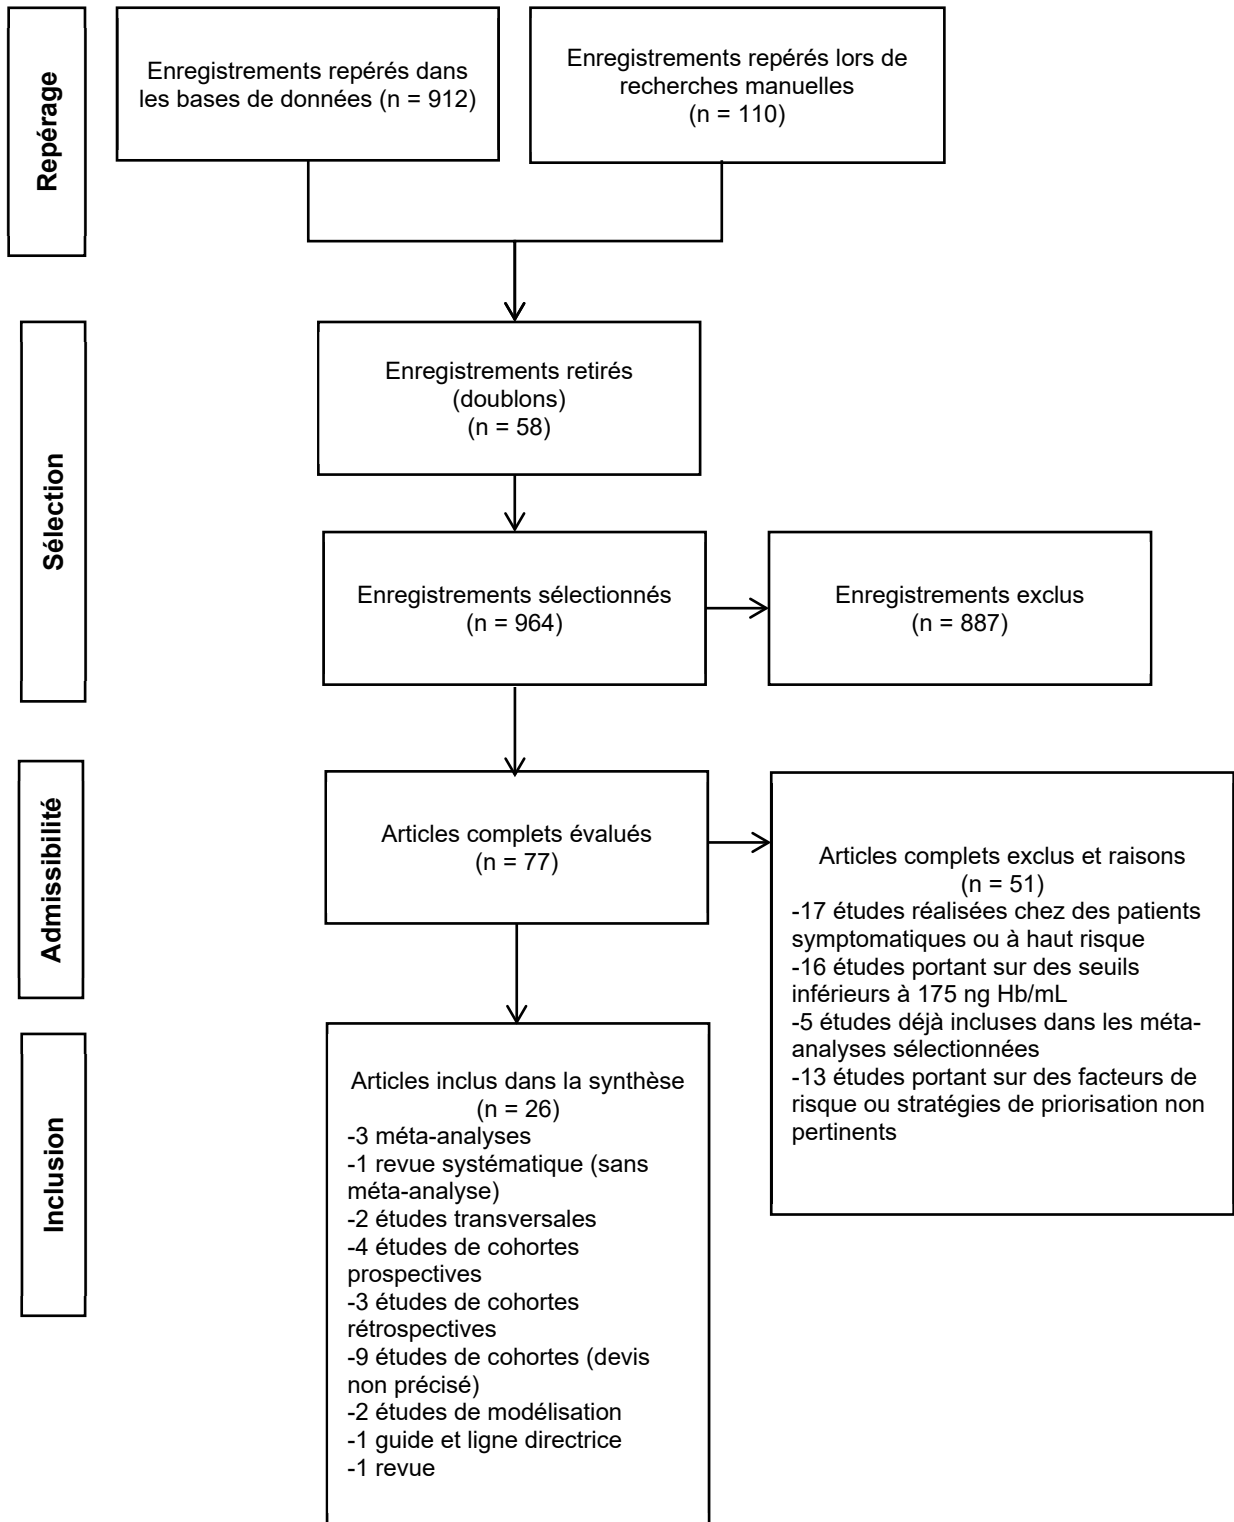 Repérage
Enregistrements repérés dans
les bases de données (n = 912)
Enregistrements repérés lors de
recherches manuelles
(n = 110)
Sélection
Enregistrements retirés
(doublons)
(n = 58)
Enregistrements sélectionnés
(n = 964)
Enregistrements exclus
(n = 887)
Admissibilité
Articles complets évalués
(n = 77)
Articles complets exclus et raisons
(n = 51)
-17 études réalisées chez des patients
symptomatiques ou à haut risque
-16 études portant sur des seuils
inférieurs à 175 ng Hb/mL
-5 études déjà incluses dans les méta-
analyses sélectionnées
-13 études portant sur des facteurs de
risque ou stratégies de priorisation non
pertinents
Inclusion
Articles inclus dans la synthèse
(n = 26)
-3 méta-analyses
-1 revue systématique (sans
méta-analyse)
-2 études transversales
-4 études de cohortes
prospectives
-3 études de cohortes
rétrospectives
-9 études de cohortes (devis
non précisé)
-2 études de modélisation
-1 guide et ligne directrice
-1 revue